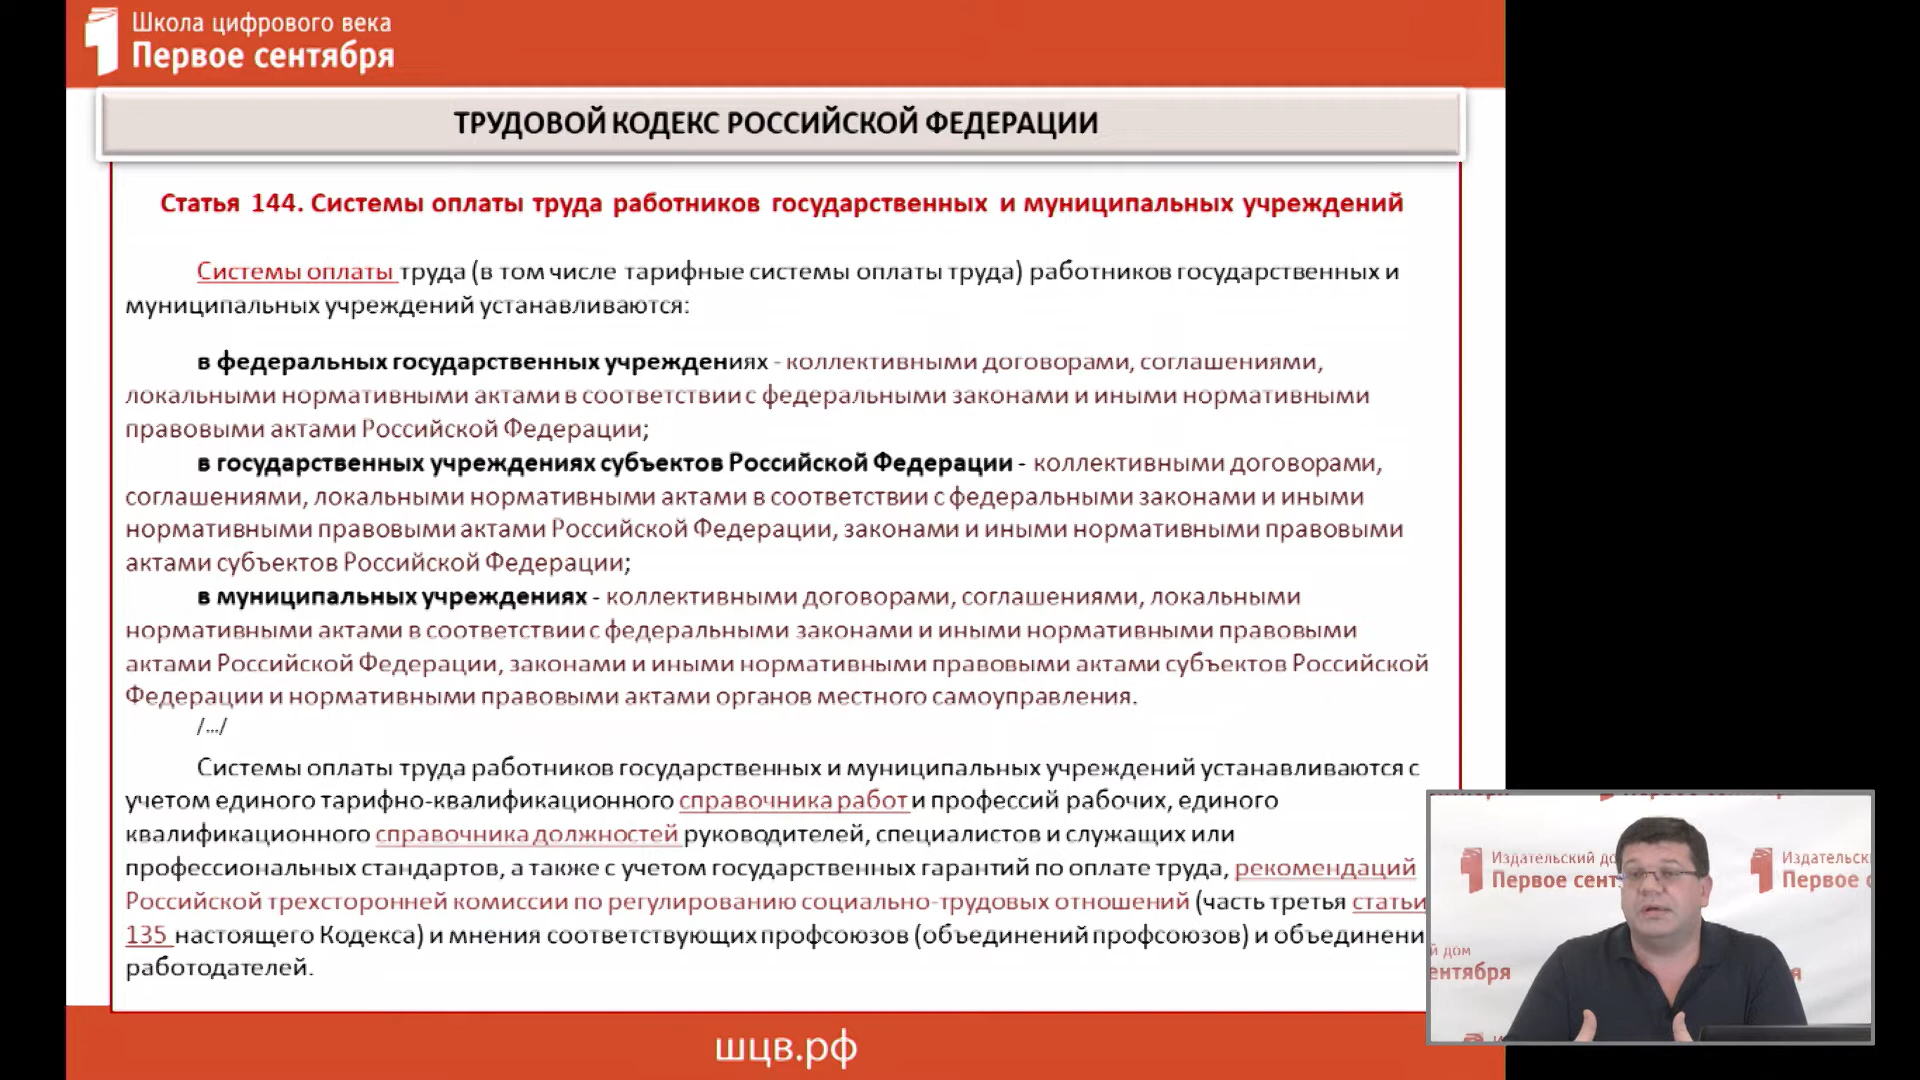 Школа цифрового века
Первое сентября
ТРУДОВОЙ КОДЕКС РОССИЙСКОЙ ФЕДЕРАЦИИ
Статья 144. Системы оплаты труда работников государственных и муниципальных учреждений
Системы оплаты труда (в том числе тарифные системы оплаты труда) работников государственных и
муниципальных учреждений устанавливаются:
в федеральных государственных учреждениях - коллективными договорами, соглашениями,
локальными нормативными актами в соответствии с федеральными законами и иными нормативными
правовыми актами Российской Федерации;
в государственных учреждениях субъектов Российской Федерации - коллективными договорами,
соглашениями, локальными нормативными актами в соответствии с федеральными законами и иными
нормативными правовыми актами Российской Федерации, законами и иными нормативными правовыми
актами субъектов Российской Федерации;
в муниципальных учреждениях - коллективными договорами, соглашениями, локальными
нормативными актами в соответствии с федеральными законами и иными нормативными правовыми
актами Российской Федерации, законами и иными нормативными правовыми актами субъектов Российской
Федерации и нормативными правовыми актами органов местного самоуправления.
/.../
Системы оплаты труда работников государственных и муниципальных учреждений устанавливаются с
учетом единого тарифно-квалификационного справочника работ и профессий рабочих, единого
квалификационного справочника должностей руководителей, специалистов и служащих или
профессиональных стандартов, а также с учетом государственных гарантий по оплате труда, рекомендаций
Российской трехсторонней комиссии по регулированию социально-трудовых отношений (часть третья статьи
135 настоящего Кодекса) и мнения соответствующих профсоюзов (объединений профсоюзов) и объединени
работодателей.
шцв.рф
Издательский до
Первое сент
Издательск
Первое с
й дом
ентября